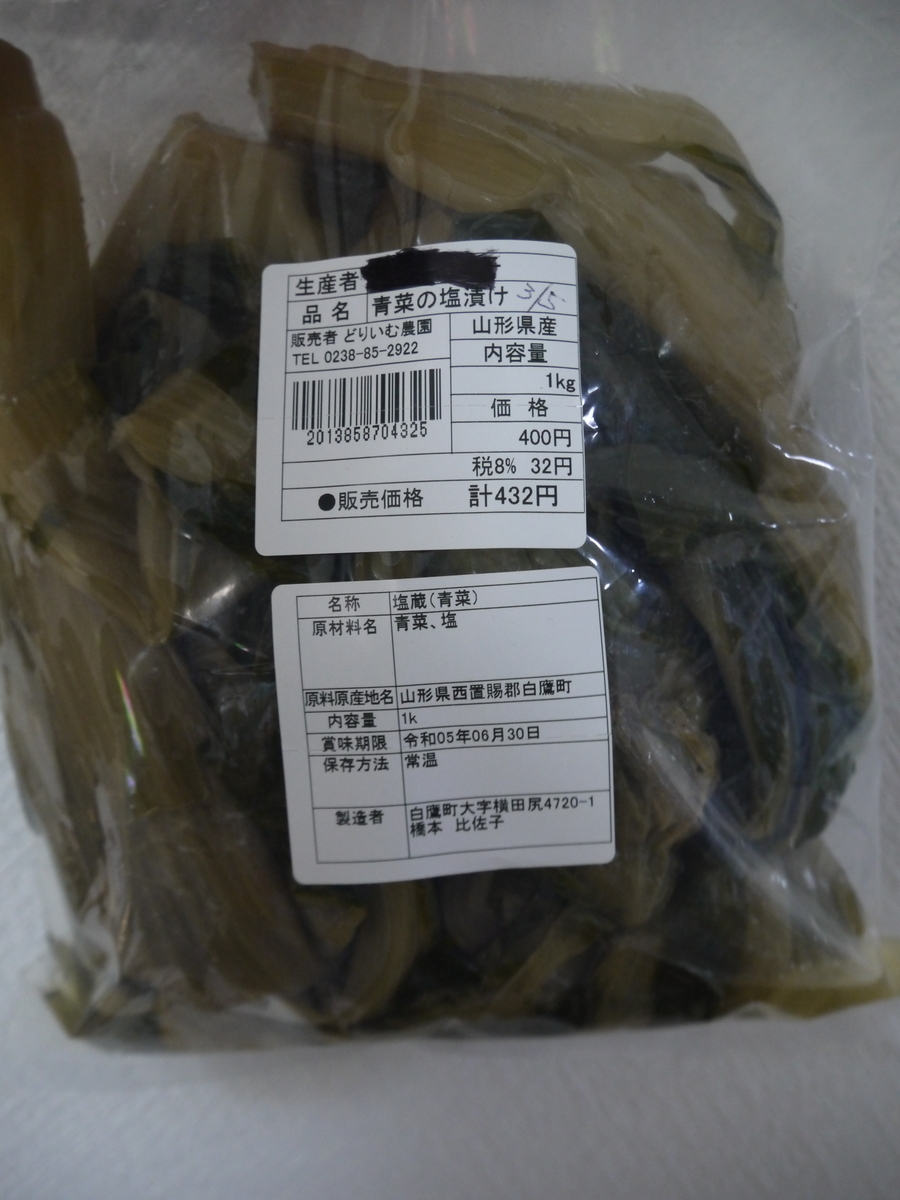 生産者
品名 青菜の塩漬け 3/5
販売者 どりいむ農園
TEL 0238-85-2922
山形県産
内容量
1kg
価 格
400円
2013858704325
税8% 32円
●販売価格 計432円
名称 塩蔵(青菜)
原材料名 青菜、塩
原料原産地名 山形県西置賜郡白鷹町
内容量 1k
賞味期限 令和05年06月30日
保存方法 常温
製造者 白鷹町大字横田尻4720-1
橋本 比佐子